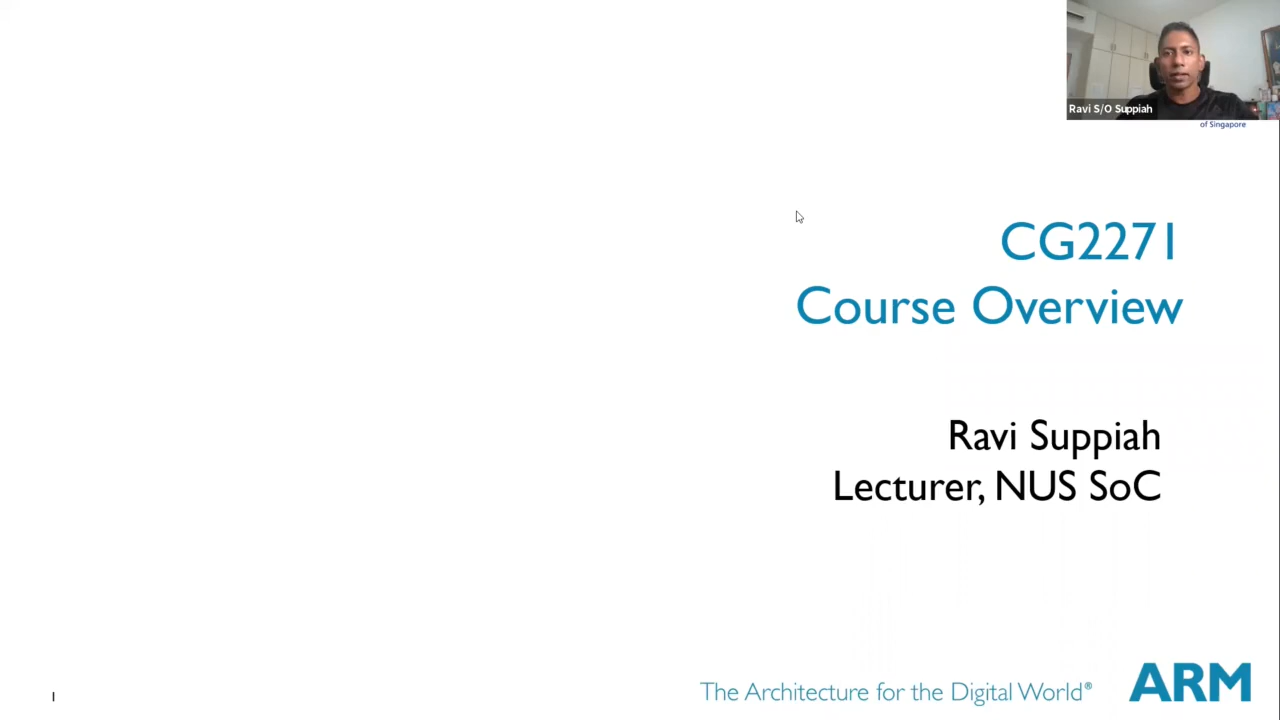 Ravi S/O Suppiah
of Singapore
CG2271
Course Overview
Ravi Suppiah
Lecturer, NUS SoC
1
The Architecture for the Digital World®
ARM